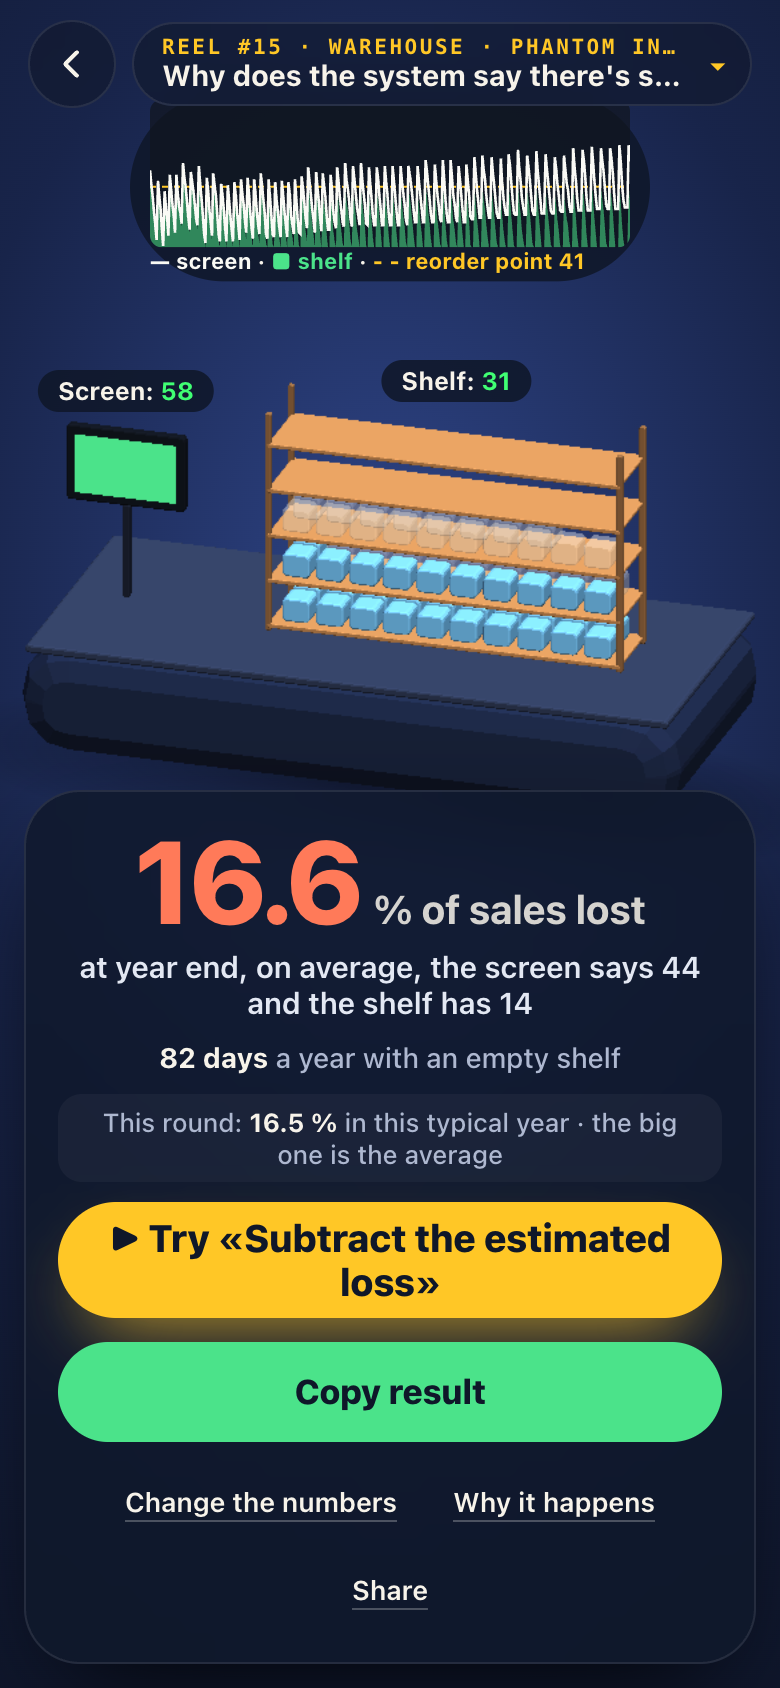 REEL #15 · WAREHOUSE · PHANTOM IN…
Why does the system say there's s...
— screen · shelf · - - reorder point 41
Screen: 58
Shelf: 31
16.6 % of sales lost
at year end, on average, the screen says 44
and the shelf has 14
82 days a year with an empty shelf
This round: 16.5 % in this typical year · the big
one is the average
Try «Subtract the estimated
loss»
Copy result
Change the numbers
Why it happens
Share